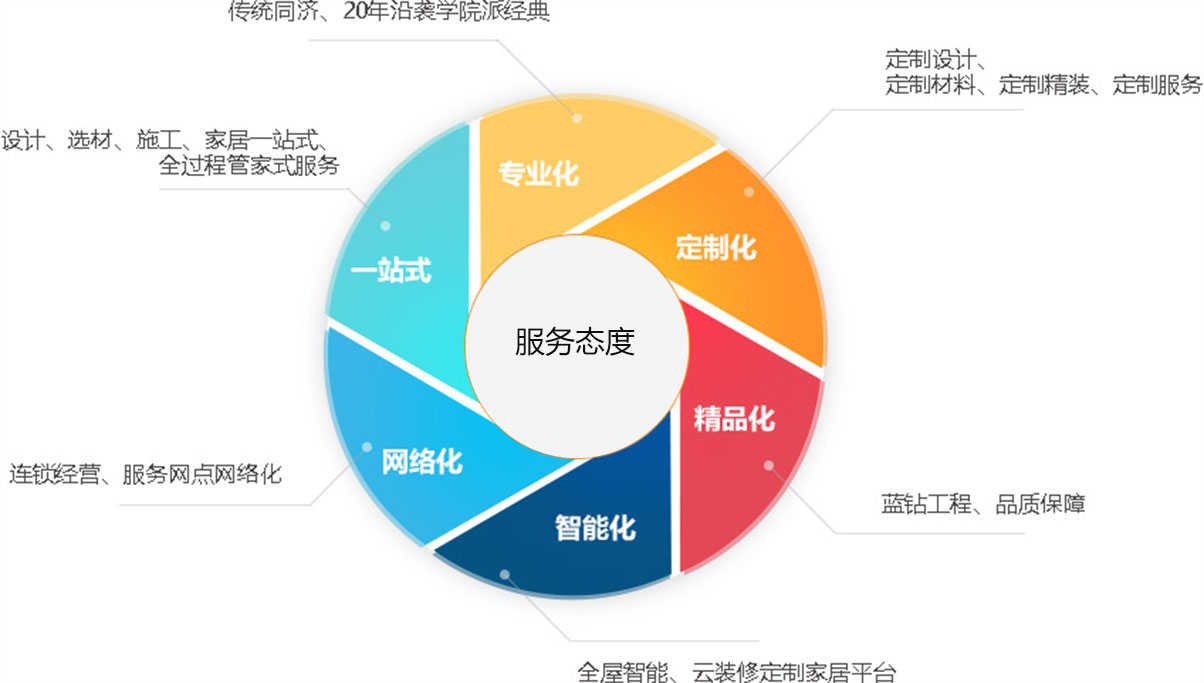 传统同济、20年沿袭学院派经典
定制设计、
定制材料、定制精装、定制服务
设计、选材、施工、家居一站式、
全过程管家式服务
专业化
定制化
一站式
服务态度
精品化
网络化
智能化
连锁经营、服务网点网络化
蓝钻工程、品质保障
全屋智能、云装修定制家居平台